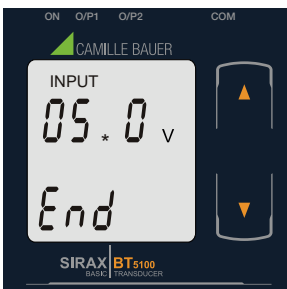 ON O/P1 O/P2 COM
CAMILLE BAUER
INPUT
05.0 V
End
SIRAX BT5100
BASIC TRANSDUCER